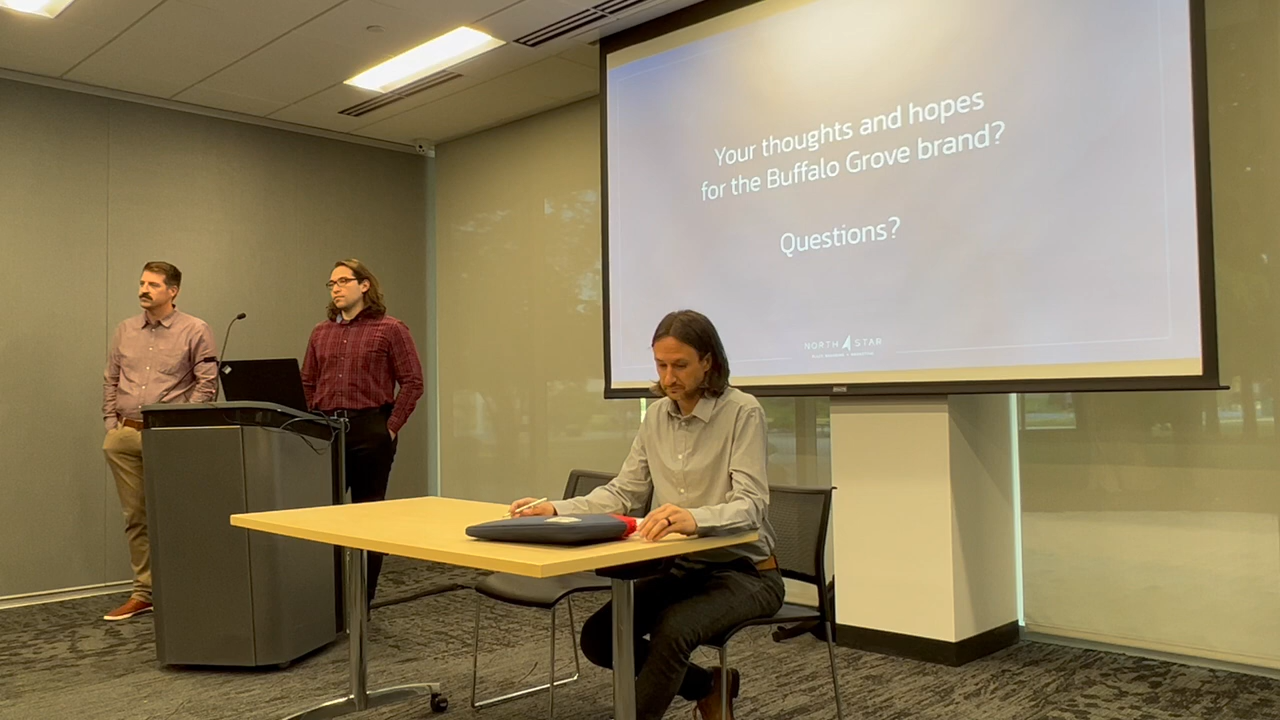 Your thoughts and hopes
for the Buffalo Grove brand?
Questions?
NORTH STAR